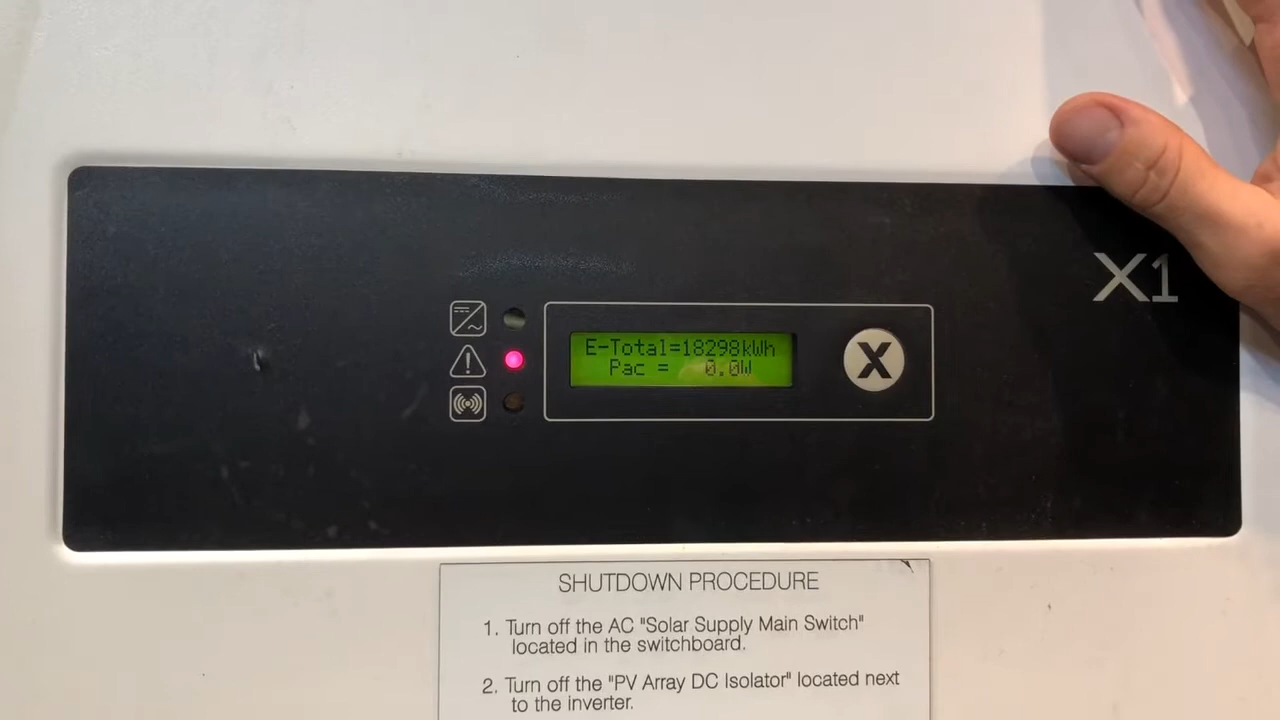 X1
E-Total=18298kWh
Pac = 0.0W
X
SHUTDOWN PROCEDURE
1. Turn off the AC "Solar Supply Main Switch"
located in the switchboard.
2. Turn off the "PV Array DC Isolator" located next
to the inverter.